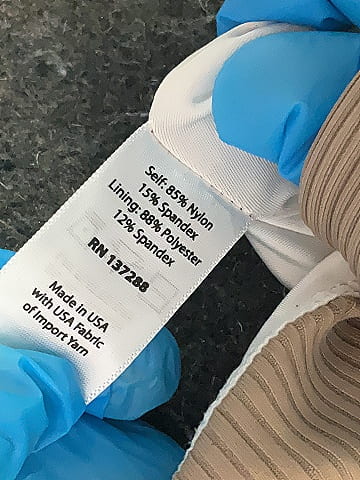 Self: 85% Nylon
15% Spandex
Lining: 88% Polyester
12% Spandex
RN 137288
Made in USA
with USA Fabric
of Import Yarn